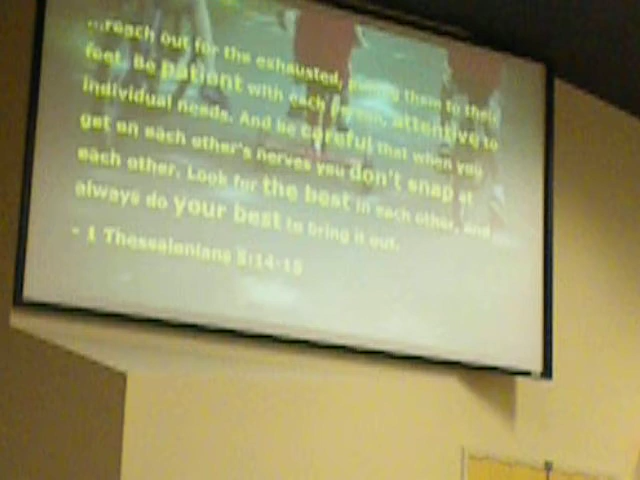 ...reach out for the exhausted, pulling them to their
feet. Be patient with each person, attentive to
individual needs. And be careful that when you
get on each other's nerves you don't snap at
each other. Look for the best in each other, and
always do your best to bring it out.
- 1 Thessalonians 5:14-15